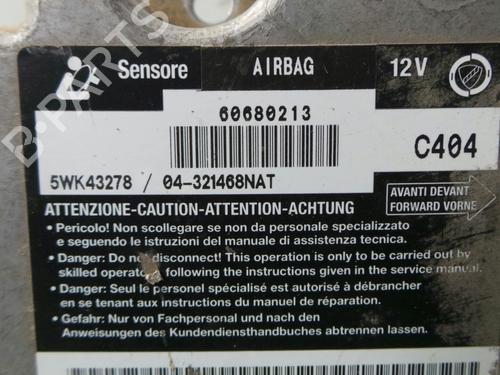 B-PARTS
Sensore AIRBAG 12V
60680213
C404
5WK43278 / 04-321468NAT
ATTENZIONE-CAUTION-ATTENTION-ACHTUNG
AVANTI DEVANT
FORWARD VORNE
• Pericolo! Non scollegare se non da personale specializzato
e seguendo le istruzioni del manuale di assistenza tecnica.
• Danger: Do not disconnect! This operation is only to be carried out by
skilled operators following the instructions given in the service manual.
• Danger: Seul le personnel spécialisé est autorisé à débrancher
en se tenant aux instructions du manuel de réparation.
• Gefahr: Nur von Fachpersonal und nach den
Anweisungen des Kundendiensthandbuches abtrennen lassen.